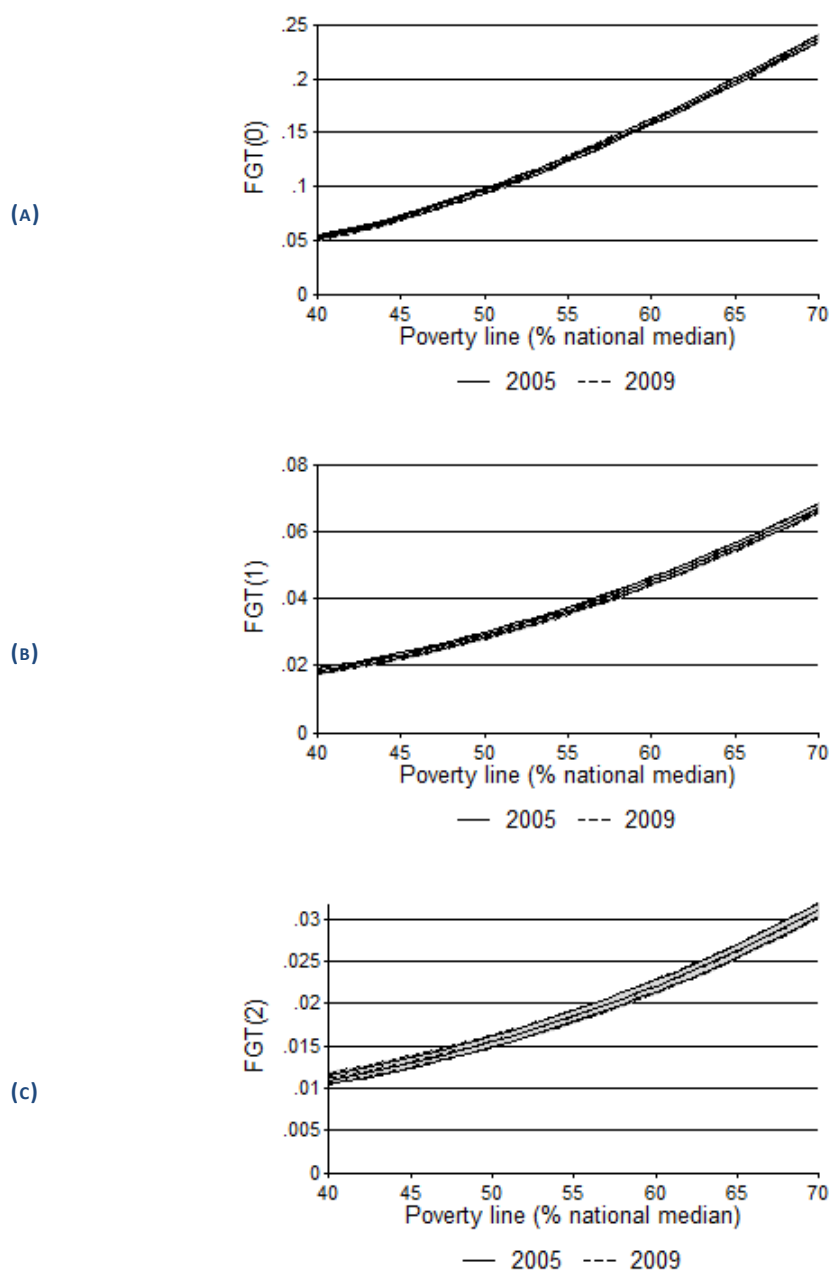 (A)
FGT(0)
.25
.2
.15
.1
.05
0
40 45 50 55 60 65 70
Poverty line (% national median)
2005 2009
(B)
FGT(1)
.08
.06
.04
.02
0
40 45 50 55 60 65 70
Poverty line (% national median)
2005 2009
(C)
FGT(2)
.03
.025
.02
.015
.01
.005
0
40 45 50 55 60 65 70
Poverty line (% national median)
2005 2009